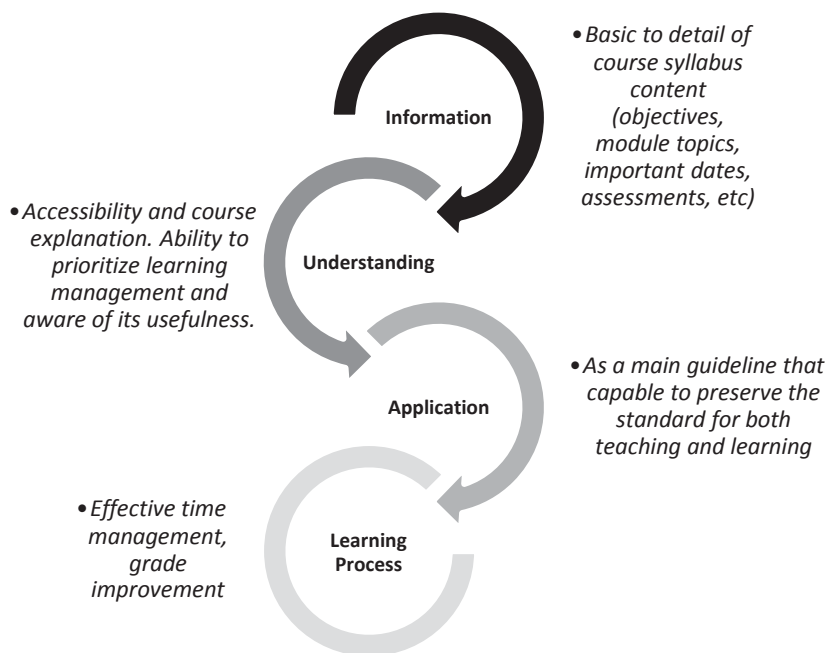 Information
• Basic to detail of
course syllabus
content
(objectives,
module topics,
important dates,
assessments, etc)
Understanding
• Accessibility and course
explanation. Ability to
prioritize learning
management and
aware of its usefulness.
Application
• As a main guideline that
capable to preserve the
standard for both
teaching and learning
Learning
Process
• Effective time
management,
grade
improvement